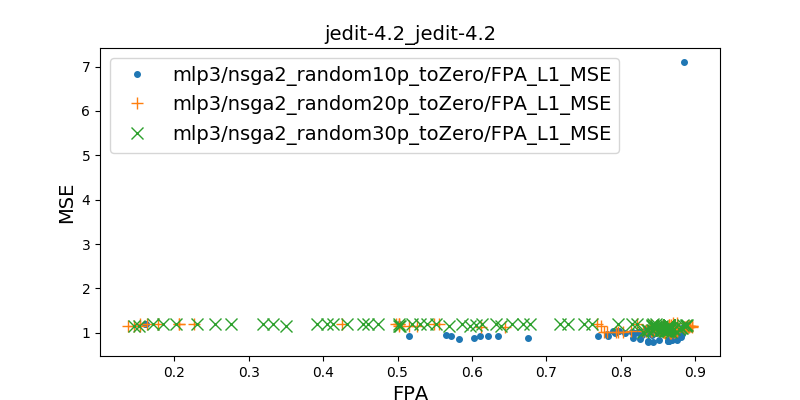 jedit-4.2_jedit-4.2
mlp3/nsga2_random10p_toZero/FPA_L1_MSE
mlp3/nsga2_random20p_toZero/FPA_L1_MSE
mlp3/nsga2_random30p_toZero/FPA_L1_MSE
MSE
7
6
5
4
3
2
1
0.2 0.3 0.4 0.5 0.6 0.7 0.8 0.9
FPA